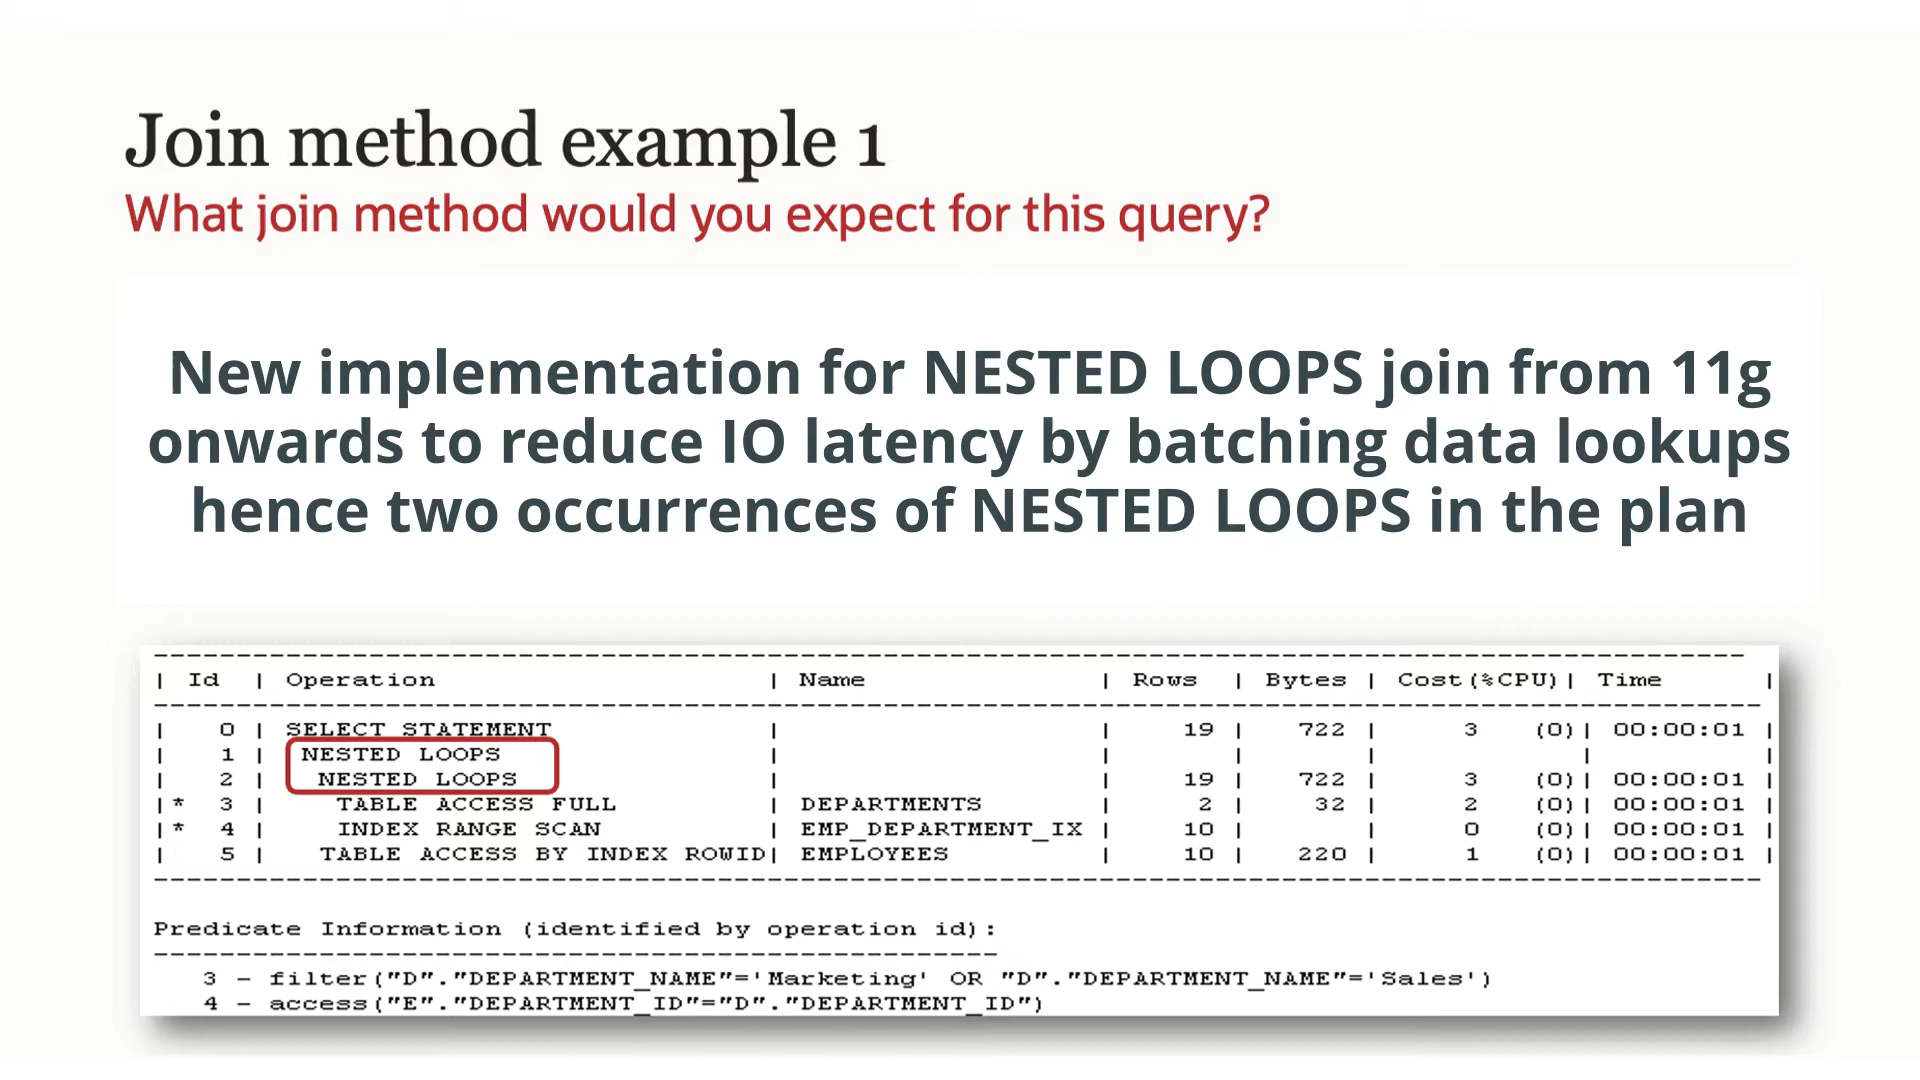 Join method example 1
What join method would you expect for this query?
New implementation for NESTED LOOPS join from 11g
onwards to reduce IO latency by batching data lookups
hence two occurrences of NESTED LOOPS in the plan
| Id | Operation | Name | Rows | Bytes | Cost (%CPU)| Time |
| 0 | SELECT STATEMENT | | 19 | 722 | 3 (0)| 00:00:01 |
| 1 | NESTED LOOPS | | | | | |
| 2 | NESTED LOOPS | | 19 | 722 | 3 (0)| 00:00:01 |
|* 3 | TABLE ACCESS FULL | DEPARTMENTS | 2 | 32 | 2 (0)| 00:00:01 |
|* 4 | INDEX RANGE SCAN | EMP_DEPARTMENT_IX | 10 | | 0 (0)| 00:00:01 |
| 5 | TABLE ACCESS BY INDEX ROWID| EMPLOYEES | 10 | 220 | 1 (0)| 00:00:01 |
Predicate Information (identified by operation id):
3 - filter("D"."DEPARTMENT_NAME"='Marketing' OR "D"."DEPARTMENT_NAME"='Sales')
4 - access("E"."DEPARTMENT_ID"="D"."DEPARTMENT_ID")